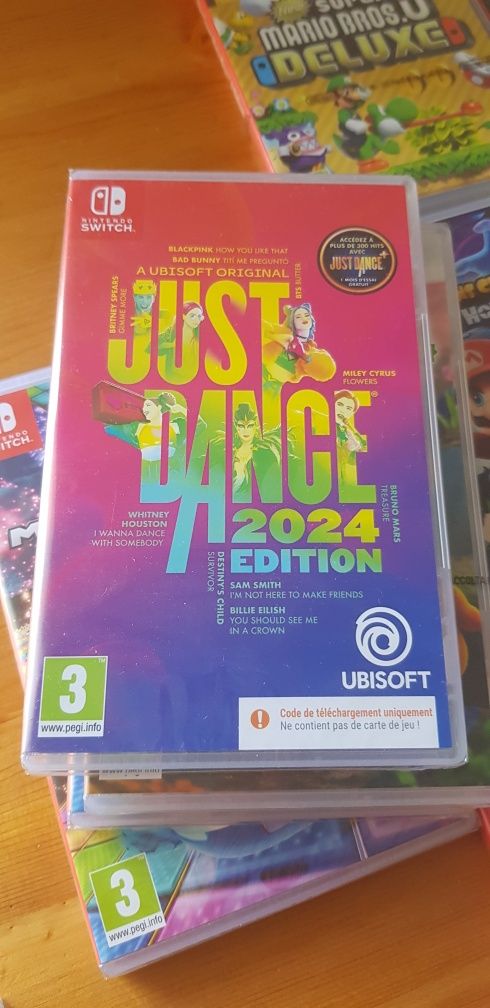 SUPER
MARIO BROS.U
DELUXE
NINTENDO
SWITCH™
BLACKPINK HOW YOU LIKE THAT
BAD BUNNY TITÍ ME PREGUNTÓ
A UBISOFT ORIGINAL
ACCÉDEZ À
PLUS DE 300 HITS
AVEC
JUST DANCE+
1 MOIS D'ESSAI
GRATUIT
BRITNEY SPEARS
GIMME MORE
BTS BUTTER
JUST
DANCE®
2024
EDITION
MILEY CYRUS
FLOWERS
BRUNO MARS
TREASURE
WHITNEY
HOUSTON
I WANNA DANCE
WITH SOMEBODY
DESTINY'S CHILD
SURVIVOR
SAM SMITH
I'M NOT HERE TO MAKE FRIENDS
BILLIE EILISH
YOU SHOULD SEE ME
IN A CROWN
UBISOFT
3
www.pegi.info
Code de téléchargement uniquement
Ne contient pas de carte de jeu !
3
www.pegi.info